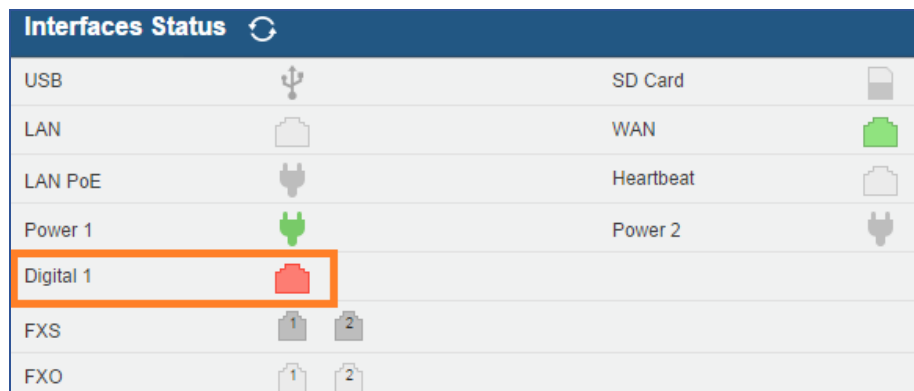 Interfaces Status
USB SD Card
LAN WAN
LAN PoE Heartbeat
Power 1 Power 2
Digital 1
FXS 1 2
FXO 1 2